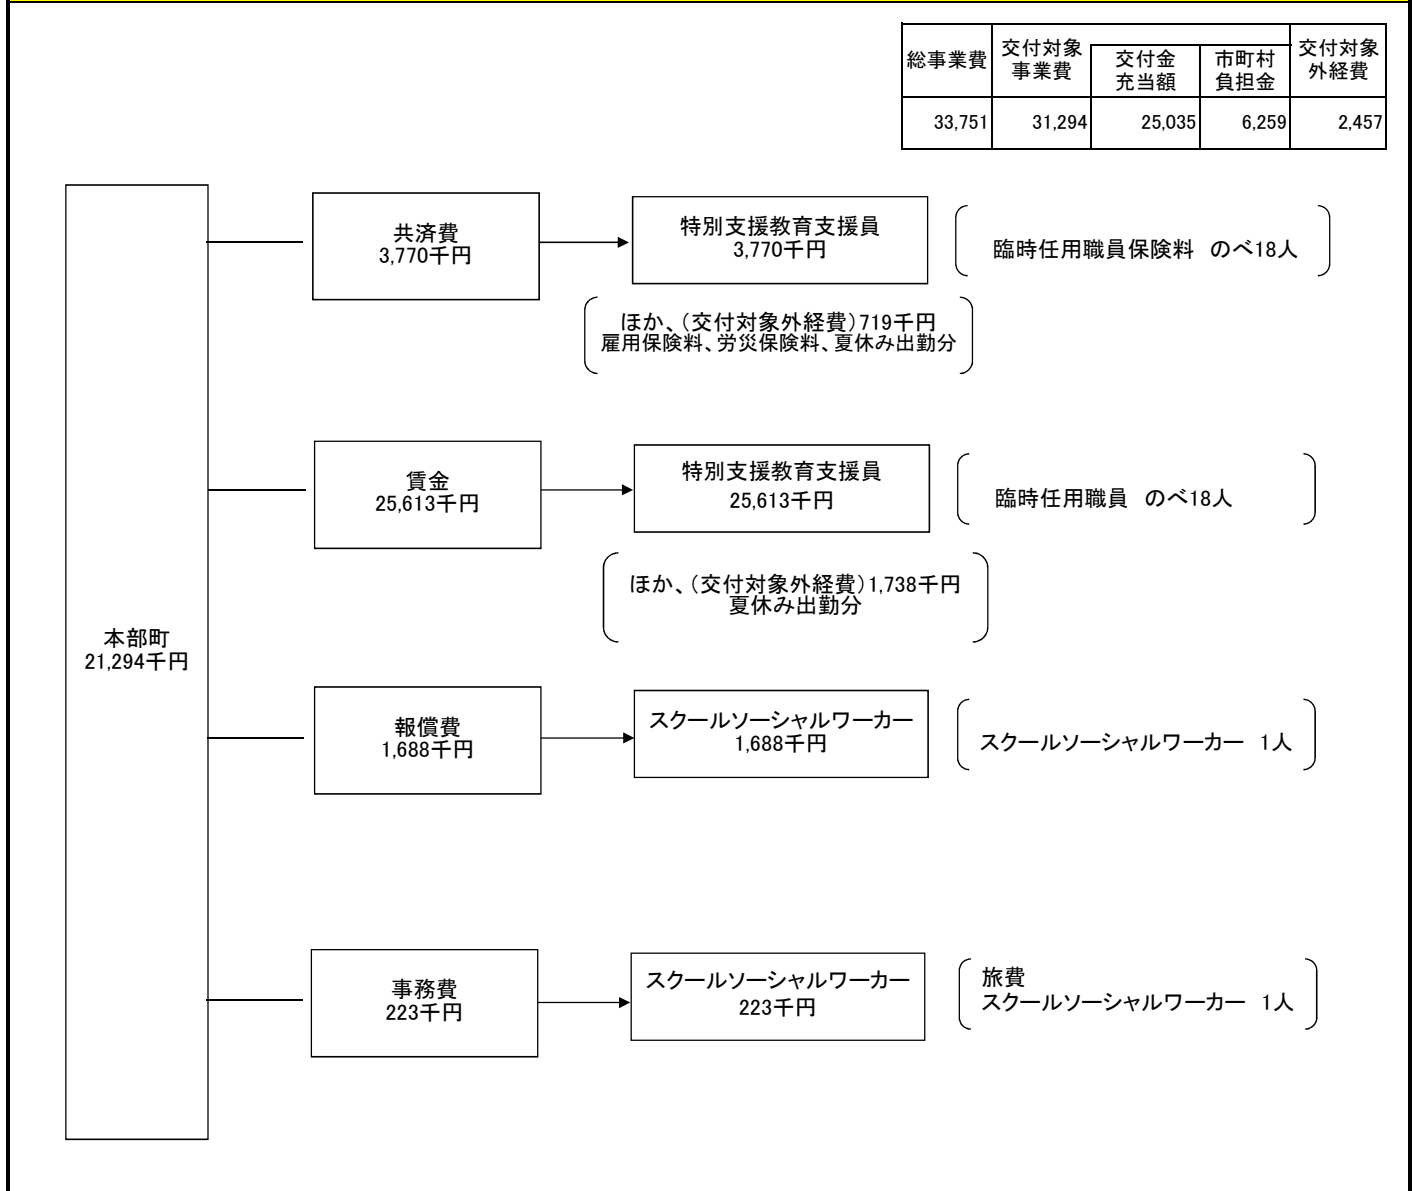 総事業費
交付対象
事業費
交付金
充当額
市町村
負担金
交付対象
外経費
33,751
31,294
25,035
6,259
2,457
本部町
21,294千円
共済費
3,770千円
特別支援教育支援員
3,770千円
臨時任用職員保険料 のべ18人
ほか、(交付対象外経費)719千円
雇用保険料、労災保険料、夏休み出勤分
賃金
25,613千円
特別支援教育支援員
25,613千円
臨時任用職員 のべ18人
ほか、(交付対象外経費)1,738千円
夏休み出勤分
報償費
1,688千円
スクールソーシャルワーカー
1,688千円
スクールソーシャルワーカー 1人
事務費
223千円
スクールソーシャルワーカー
223千円
旅費
スクールソーシャルワーカー 1人